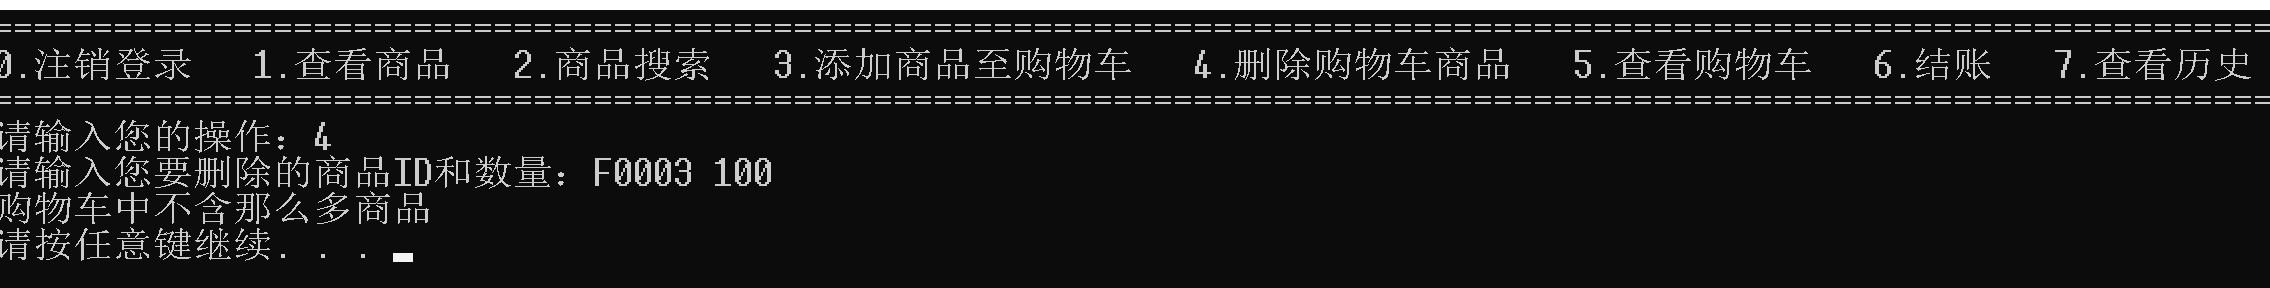 ================================================================================================================
0.注销登录   1.查看商品   2.商品搜索   3.添加商品至购物车   4.删除购物车商品   5.查看购物车   6.结账   7.查看历史
================================================================================================================
请输入您的操作：4
请输入您要删除的商品ID和数量：F0003 100
购物车中不含那么多商品
请按任意键继续. . .